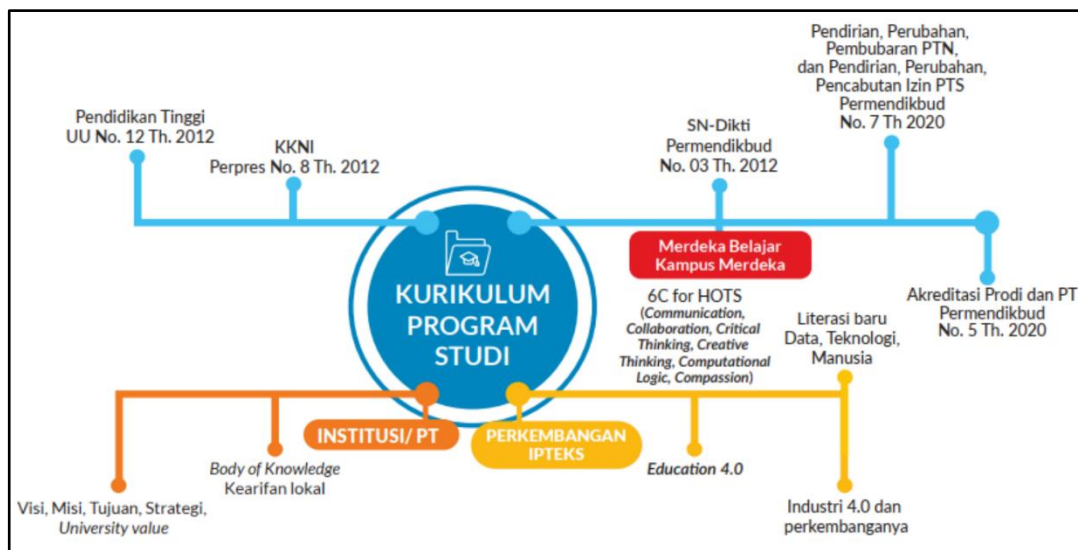 Pendidikan Tinggi
UU No. 12 Th. 2012
KKNI
Perpres No. 8 Th. 2012
SN-Dikti
Permendikbud
No. 03 Th. 2012
Pendirian, Perubahan,
Pembubaran PTN,
dan Pendirian, Perubahan,
Pencabutan Izin PTS
Permendikbud
No. 7 Th 2020
Akreditasi Prodi dan PT
Permendikbud
No. 5 Th. 2020
Merdeka Belajar
Kampus Merdeka
KURIKULUM
PROGRAM
STUDI
6C for HOTS
(Communication,
Collaboration, Critical
Thinking, Creative
Thinking, Computational
Logic, Compassion)
Literasi baru
Data, Teknologi,
Manusia
INSTITUSI/ PT
PERKEMBANGAN
IPTEKS
Body of Knowledge
Kearifan lokal
Education 4.0
Visi, Misi, Tujuan, Strategi,
University value
Industri 4.0 dan
perkembanganya